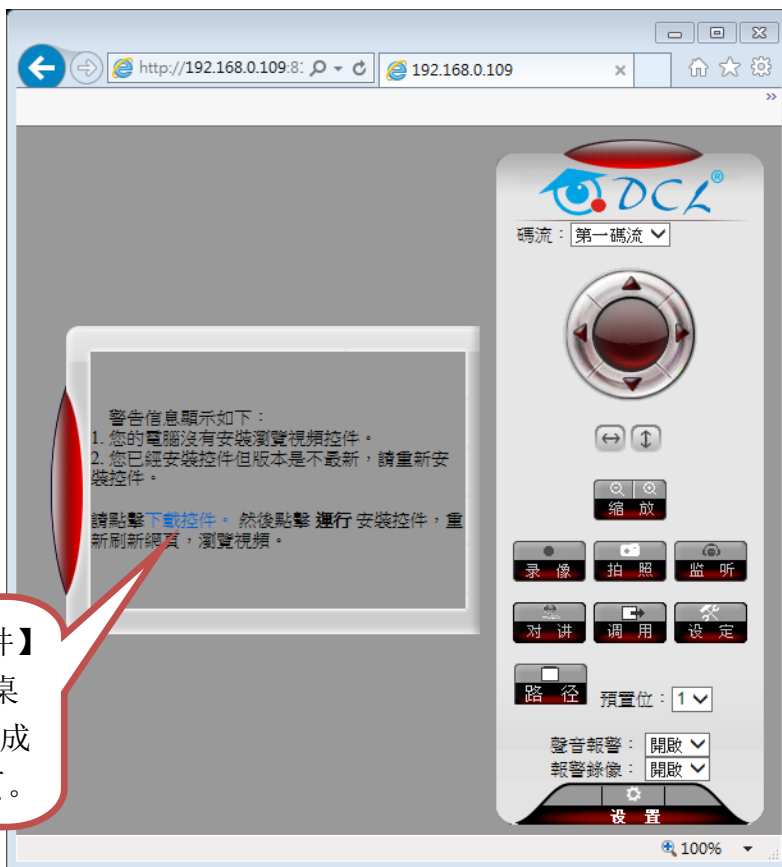 http://192.168.0.109:8
192.168.0.109
DCL®
碼流：第一碼流
警告信息顯示如下：
1. 您的電腦沒有安裝瀏覽視頻控件。
2. 您已經安裝控件但版本是不最新，請重新安
裝控件。
請點擊下載控件。 然後點擊 運行 安裝控件，重
新刷新網頁，瀏覽視頻。
缩 放
录 像
拍 照
监 听
对 讲
调 用
设 定
路 径
預置位：1
聲音報警：開啟
報警錄像：開啟
设 置
件】
桌
成
。
100%